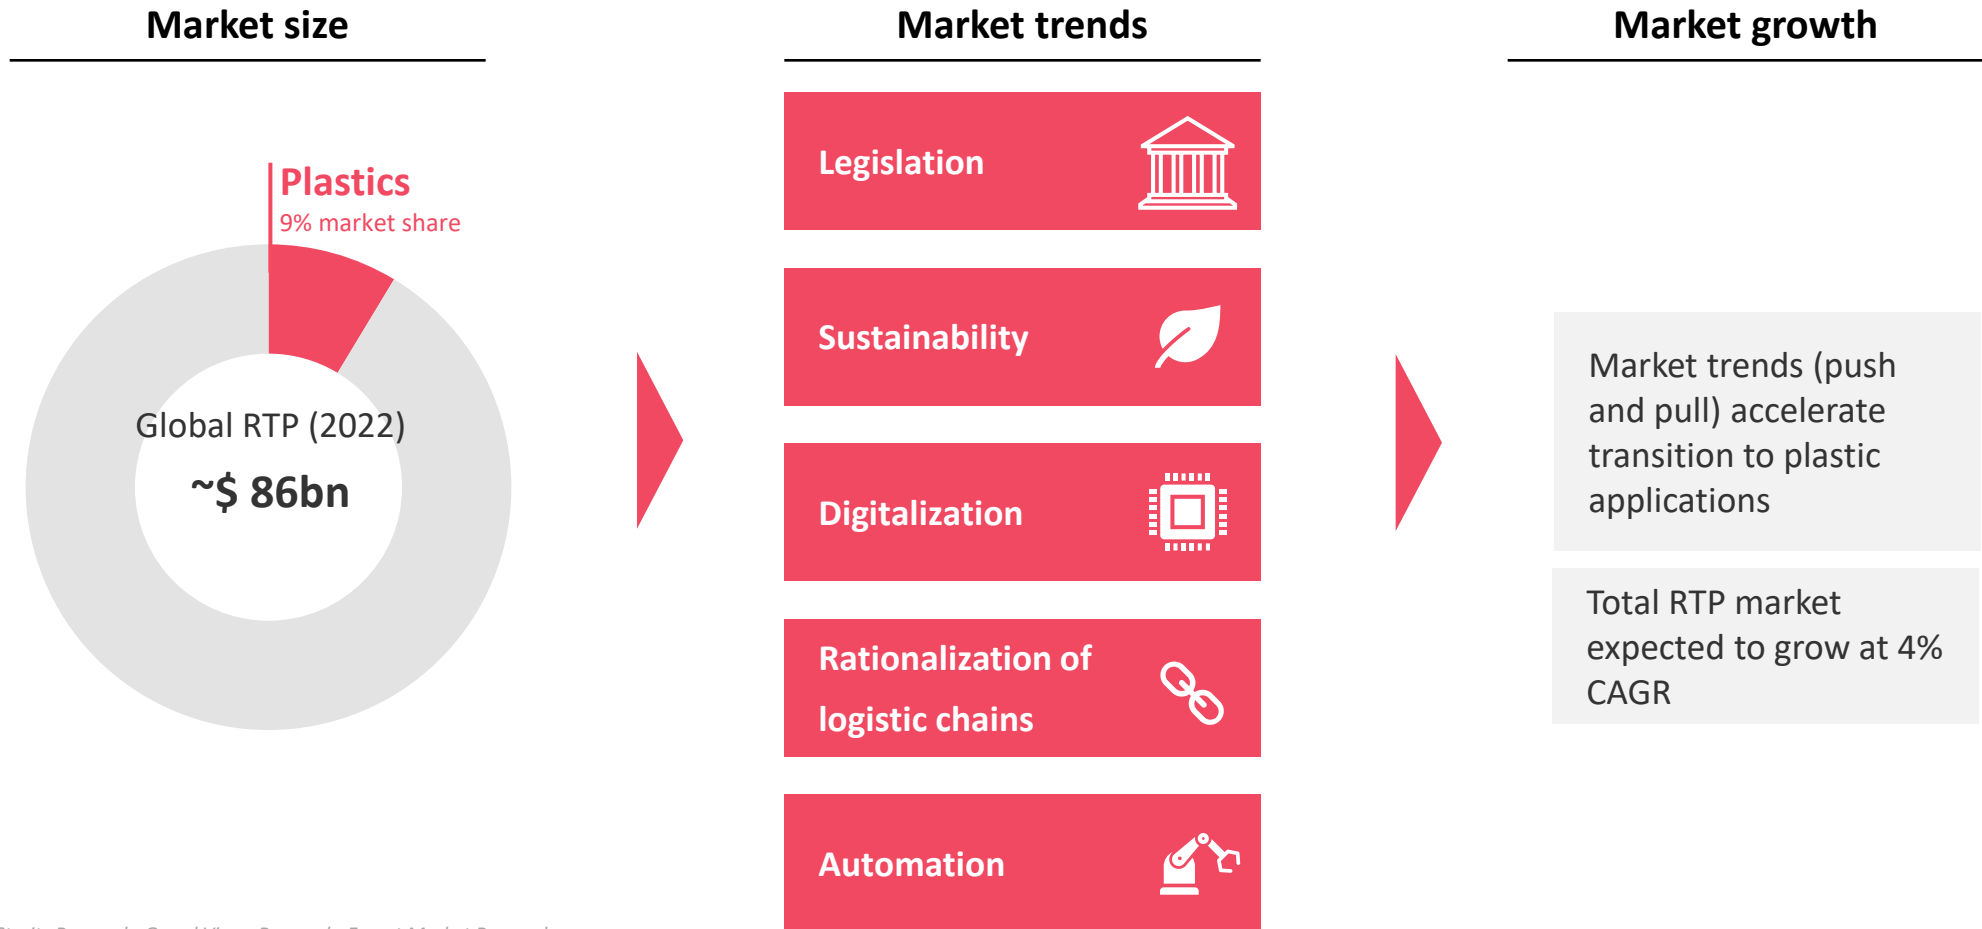 Market size
Plastics
9% market share
Global RTP (2022)
~$ 86bn
Market trends
Legislation
Sustainability
Digitalization
Rationalization of
logistic chains
Automation
Market growth
Market trends (push
and pull) accelerate
transition to plastic
applications
Total RTP market
expected to grow at 4%
CAGR